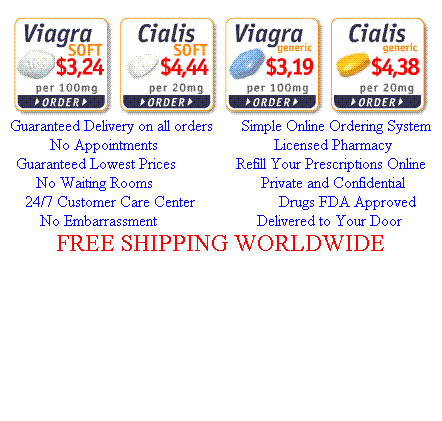 Viagra Cialis Viagra Cialis
SOFT SOFT generic generic
$3,24 $4,44 $3,19 $4,38
per 100mg per 20mg per 100mg per 20mg
ORDER ORDER ORDER ORDER
Guaranteed Delivery on all orders Simple Online Ordering System
No Appointments Licensed Pharmacy
Guaranteed Lowest Prices Refill Your Prescriptions Online
No Waiting Rooms Private and Confidential
24/7 Customer Care Center Drugs FDA Approved
No Embarrassment Delivered to Your Door
FREE SHIPPING WORLDWIDE